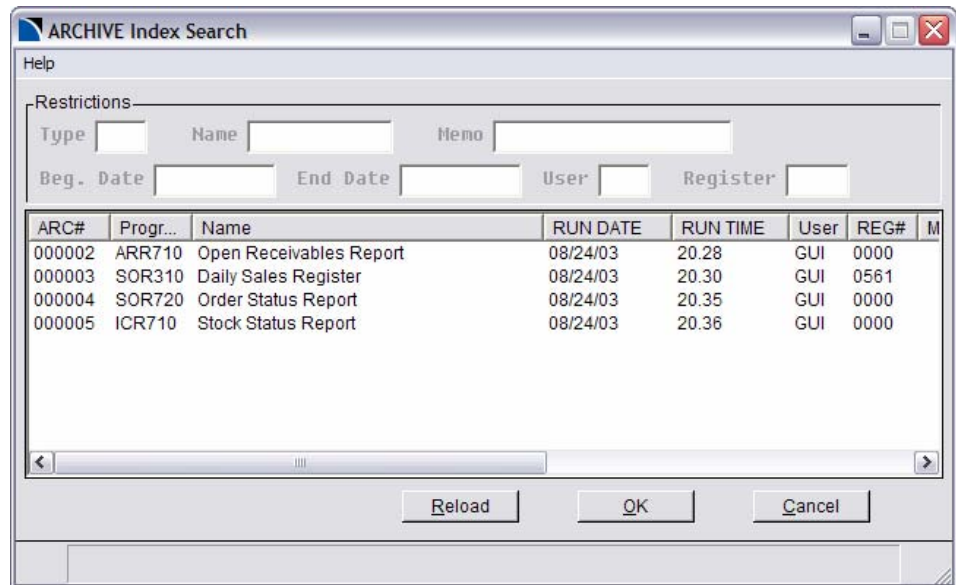 ARCHIVE Index Search
Help
Restrictions
Type Name Memo
Beg. Date End Date User Register
ARC# Progr... Name RUN DATE RUN TIME User REG# M
000002 ARR710 Open Receivables Report 08/24/03 20.28 GUI 0000
000003 SOR310 Daily Sales Register 08/24/03 20.30 GUI 0561
000004 SOR720 Order Status Report 08/24/03 20.35 GUI 0000
000005 ICR710 Stock Status Report 08/24/03 20.36 GUI 0000
Reload OK Cancel